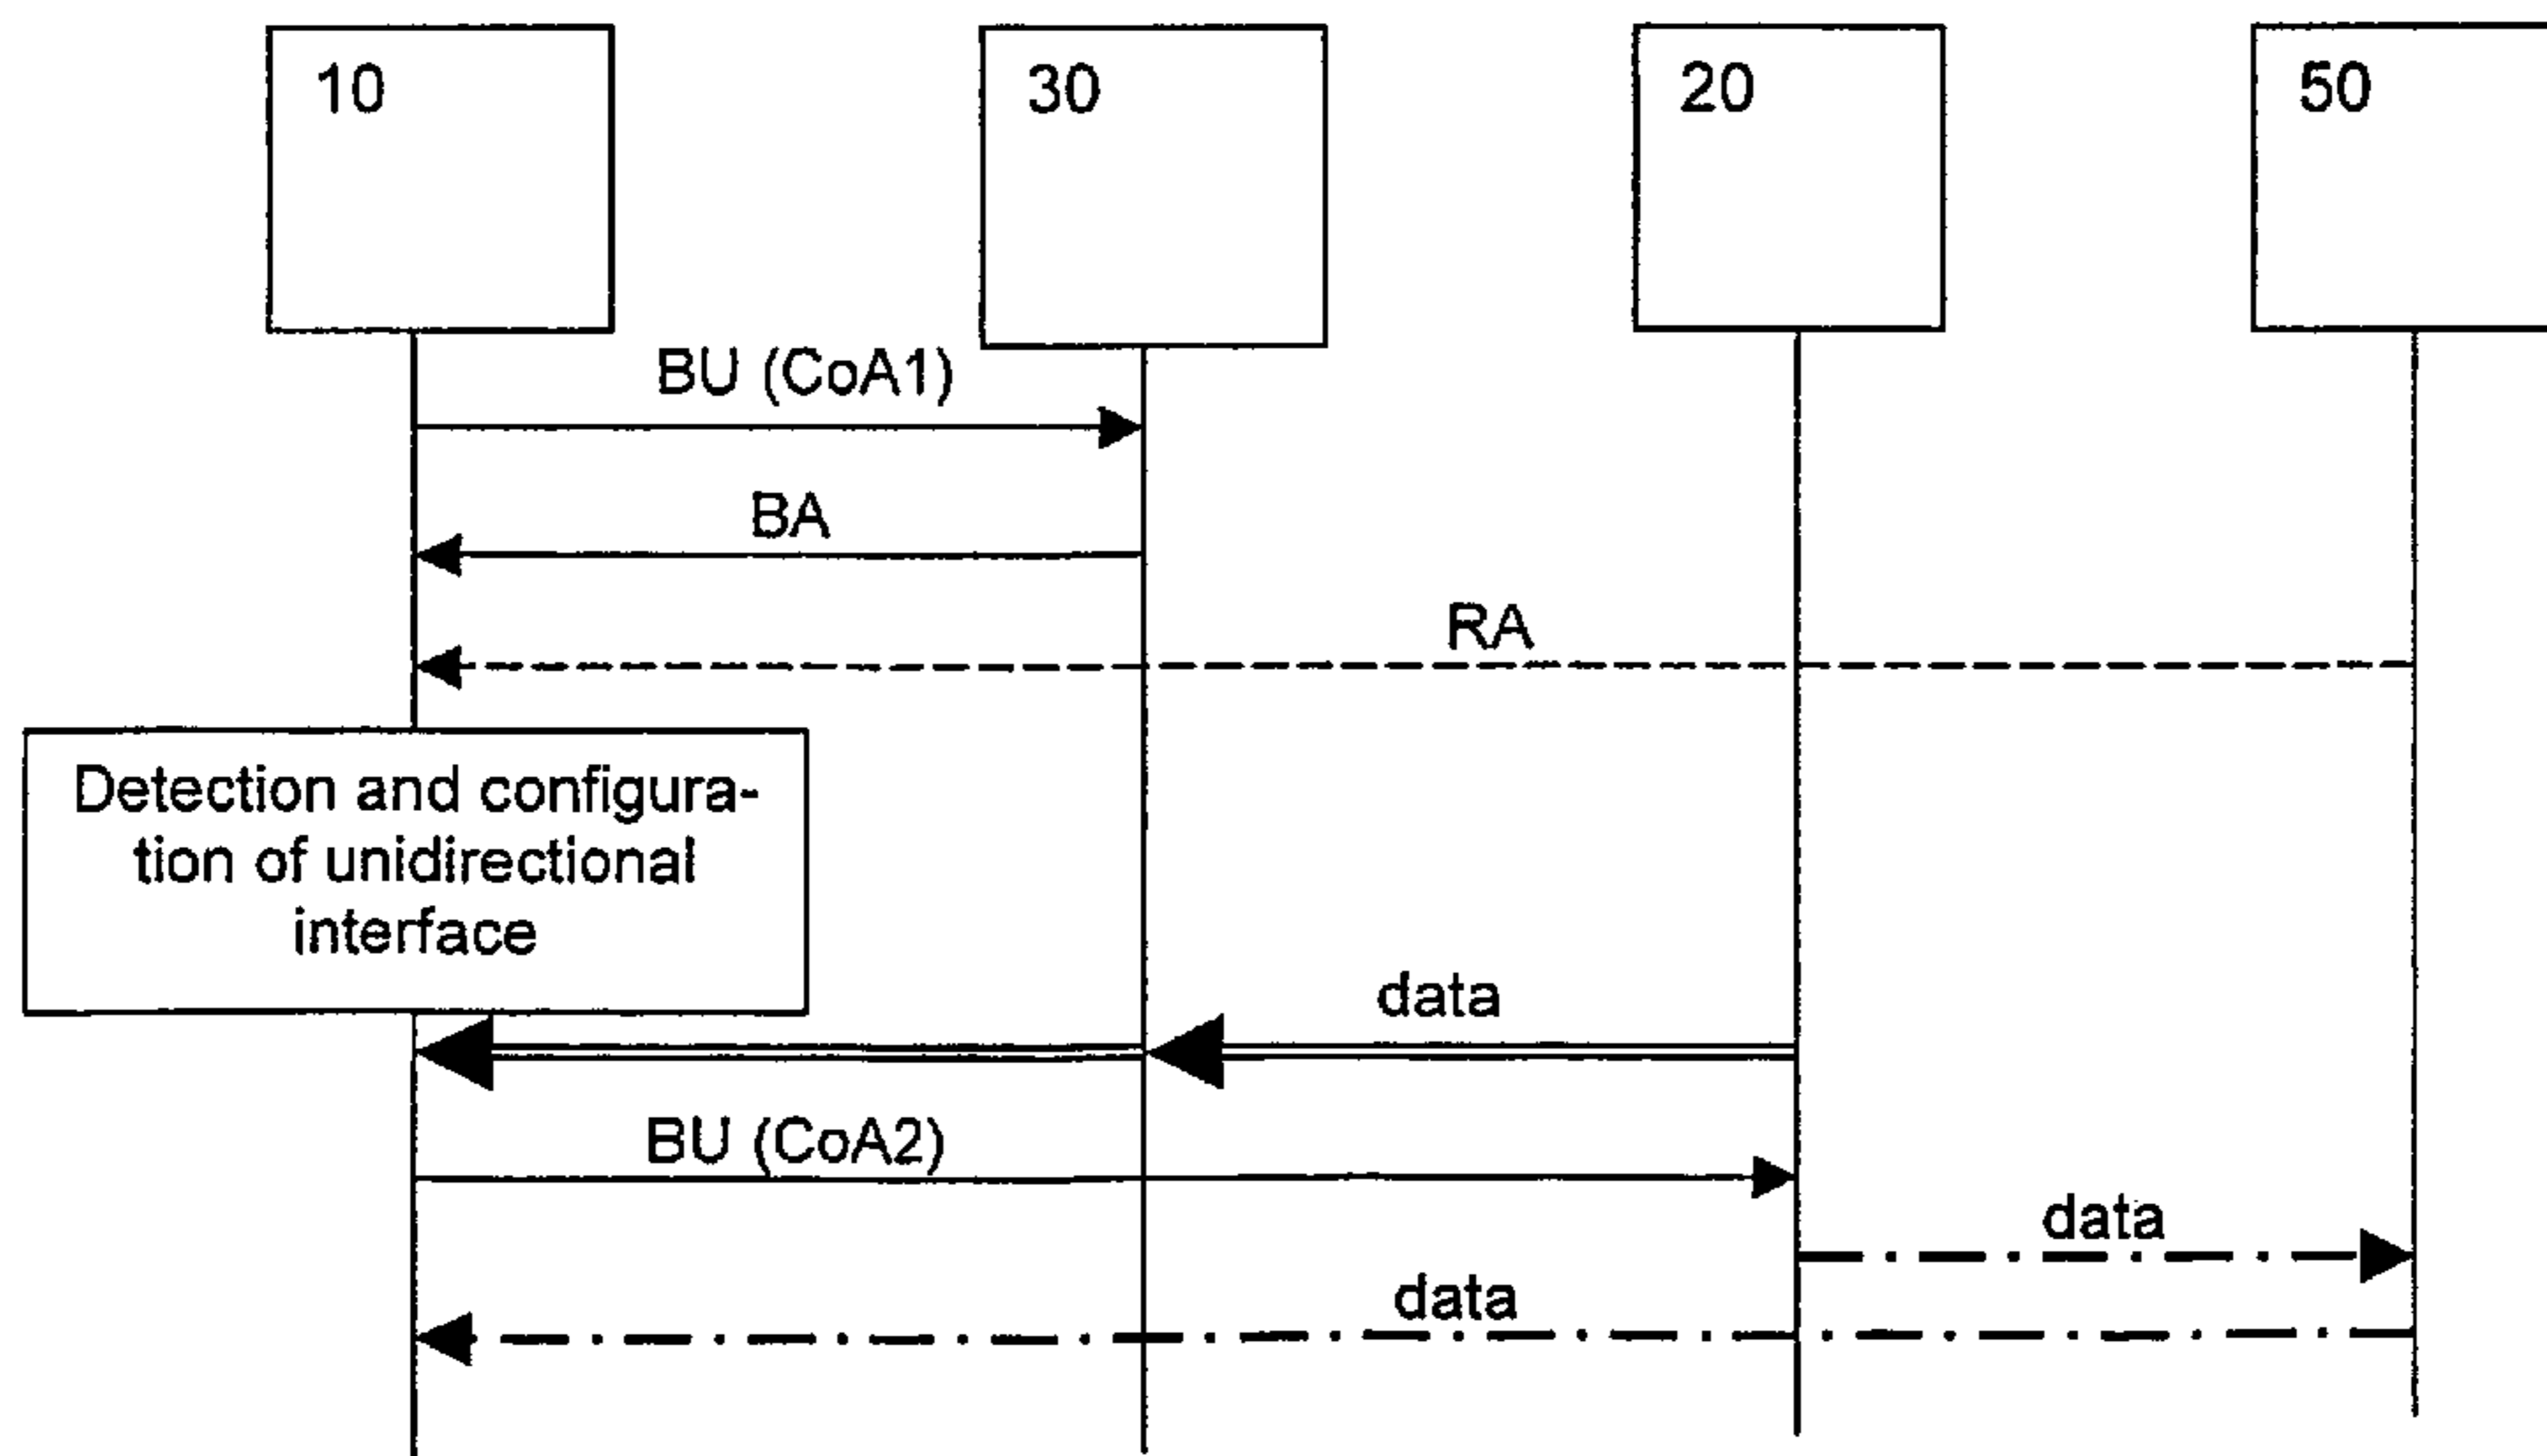 10
30
20
50
BU (CoA1)
BA
RA
Detection and configura-
tion of unidirectional
interface
data
BU (CoA2)
data
data